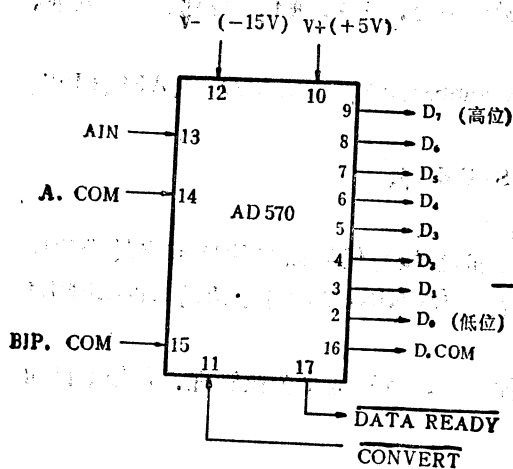 V- (-15V) V+(+5V)
12 10
9 D₇ (高位)
8 D₆
AIN 13
7 D₅
A. COM 14
6 D₄
AD 570
5 D₃
4 D₂
3 D₁
2 D₀ (低位)
BIP. COM 15
16 D.COM
11 17
DATA READY
CONVERT